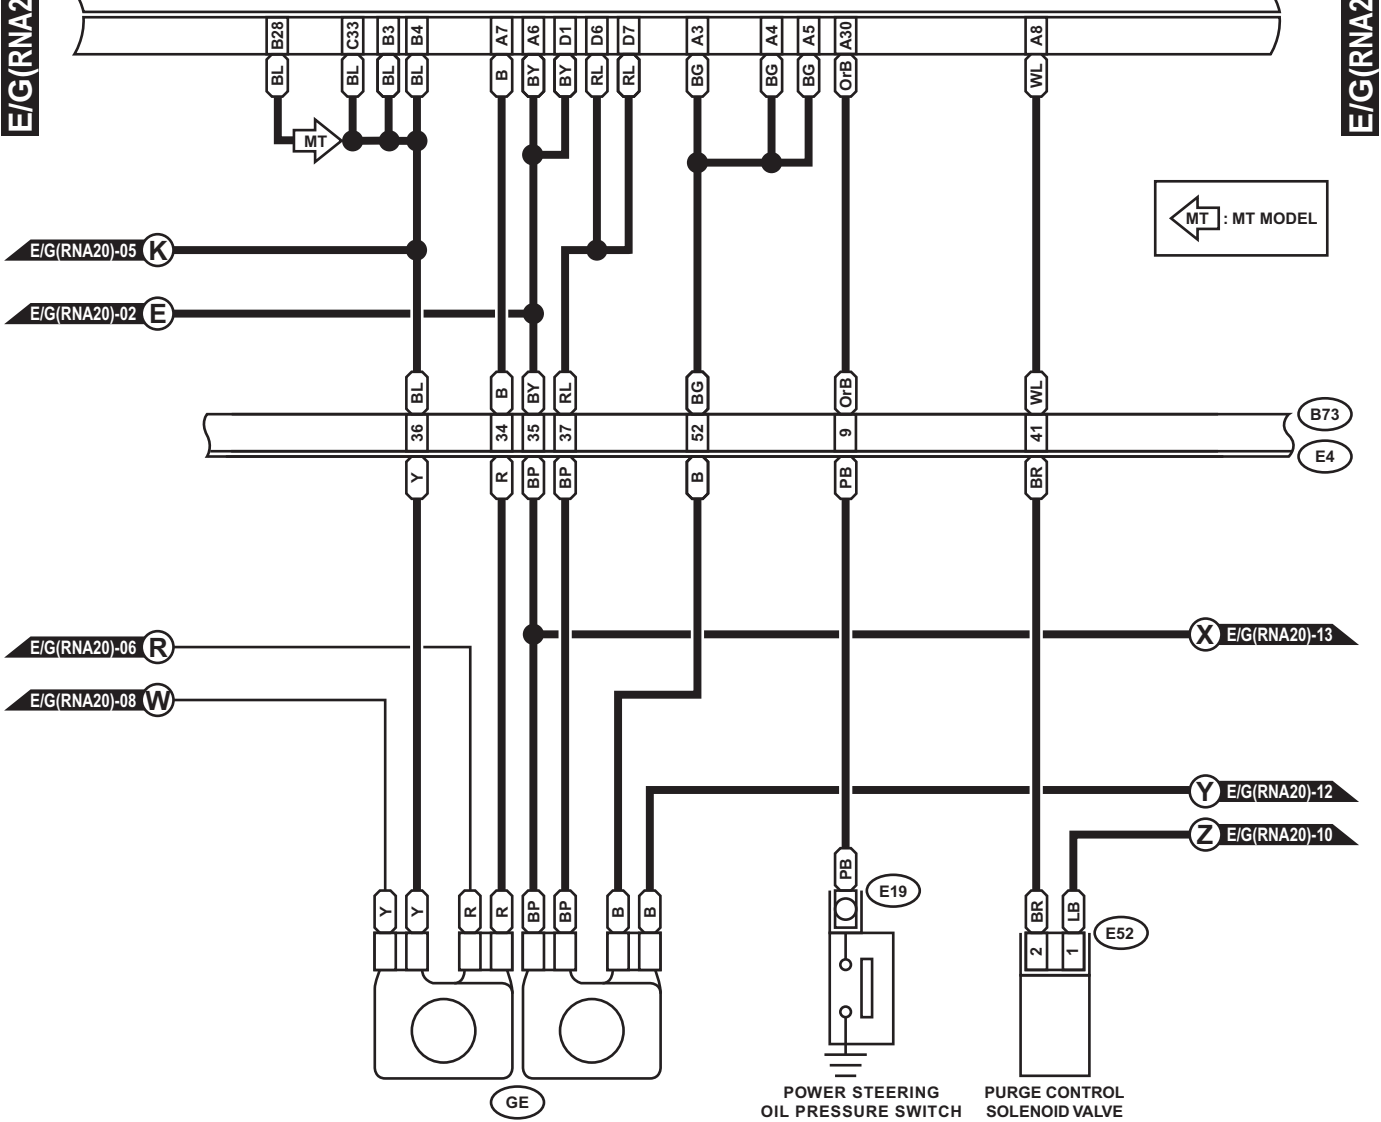 E/G(RNA2
E/G(RNA2
B28 C33 B3 B4 A7 A6 D1 D6 D7 A3 A4 A5 A30 A8
BL BL BL BL B BY BY RL RL BG BG BG OrB WL
MT
MT : MT MODEL
E/G(RNA20)-05 K
E/G(RNA20)-02 E
BL B BY RL BG OrB WL
36 34 35 37 52 9 41
B73
E4
Y R BP BP B PB BR
E/G(RNA20)-06 R
X E/G(RNA20)-13
E/G(RNA20)-08 W
Y E/G(RNA20)-12
Z E/G(RNA20)-10
PB
E19
Y Y R R BP BP B B BR LB
E52
2 1
GE
POWER STEERING
OIL PRESSURE SWITCH
PURGE CONTROL
SOLENOID VALVE